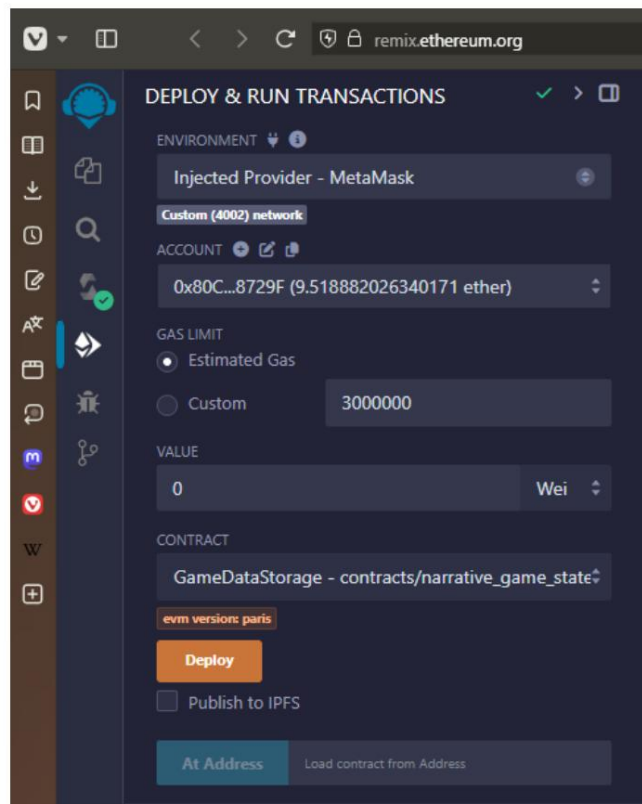 remix.ethereum.org
DEPLOY & RUN TRANSACTIONS
ENVIRONMENT
Injected Provider - MetaMask
Custom (4002) network
ACCOUNT
0x80C...8729F (9.518882026340171 ether)
GAS LIMIT
Estimated Gas
Custom 3000000
VALUE
0 Wei
CONTRACT
GameDataStorage - contracts/narrative_game_state
evm version: paris
Deploy
Publish to IPFS
At Address Load contract from Address